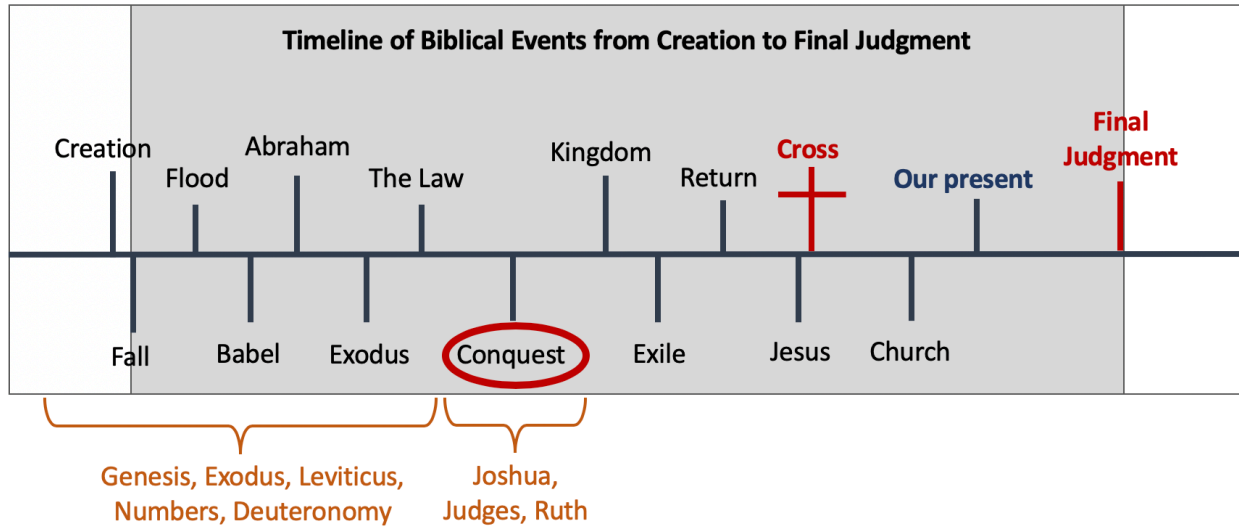 Timeline of Biblical Events from Creation to Final Judgment
Creation
Flood
Abraham
The Law
Kingdom
Return
Cross
Our present
Final
Judgment
Fall
Babel
Exodus
Conquest
Exile
Jesus
Church
Genesis, Exodus, Leviticus,
Numbers, Deuteronomy
Joshua,
Judges, Ruth